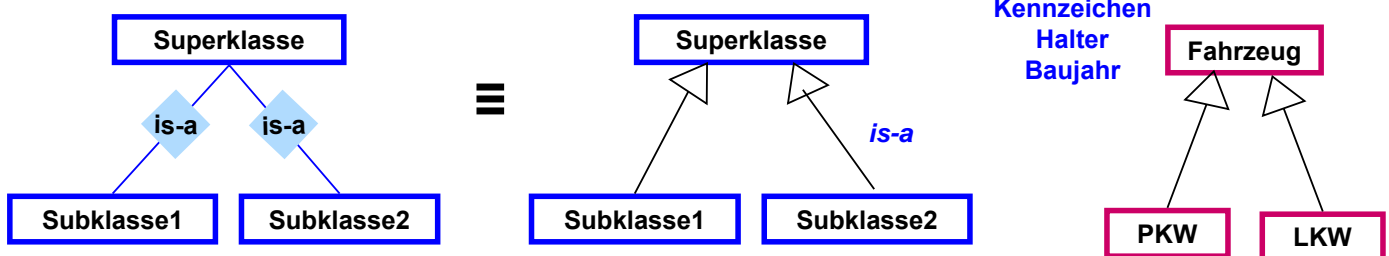 Superklasse
is-a is-a
Subklasse1 Subklasse2
≡
Superklasse
is-a
Subklasse1 Subklasse2
Kennzeichen
Halter
Baujahr
Fahrzeug
PKW LKW